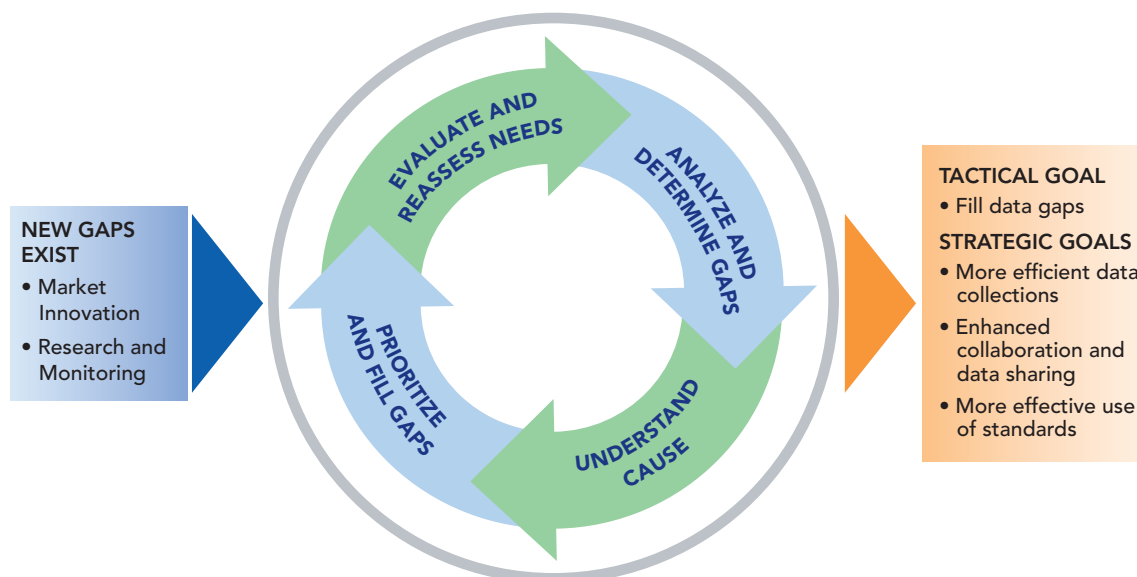 NEW GAPS
EXIST
• Market
Innovation
• Research and
Monitoring
EVALUATE AND
REASSESS NEEDS
ANALYZE AND
DETERMINE GAPS
UNDERSTAND
CAUSE
PRIORITIZE
AND FILL GAPS
TACTICAL GOAL
• Fill data gaps
STRATEGIC GOALS
• More efficient data
collections
• Enhanced
collaboration and
data sharing
• More effective use
of standards